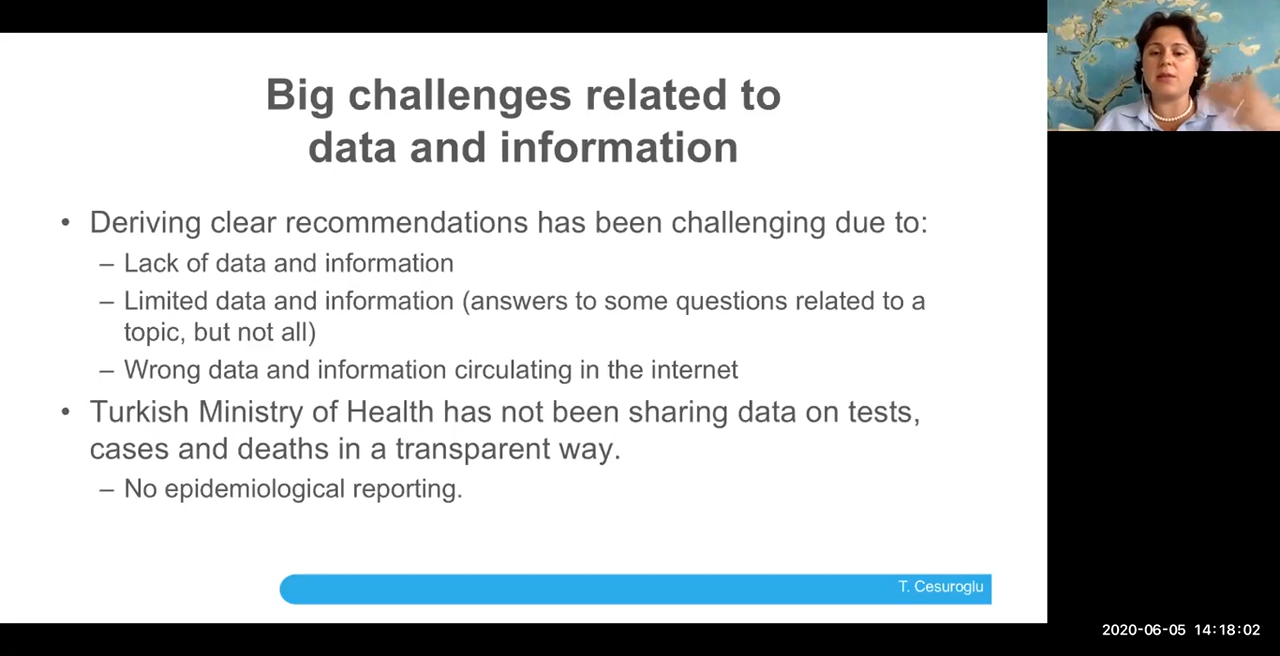 Big challenges related to
data and information
• Deriving clear recommendations has been challenging due to:
– Lack of data and information
– Limited data and information (answers to some questions related to a
topic, but not all)
– Wrong data and information circulating in the internet
• Turkish Ministry of Health has not been sharing data on tests,
cases and deaths in a transparent way.
– No epidemiological reporting.
T. Cesuroglu
2020-06-05 14:18:02